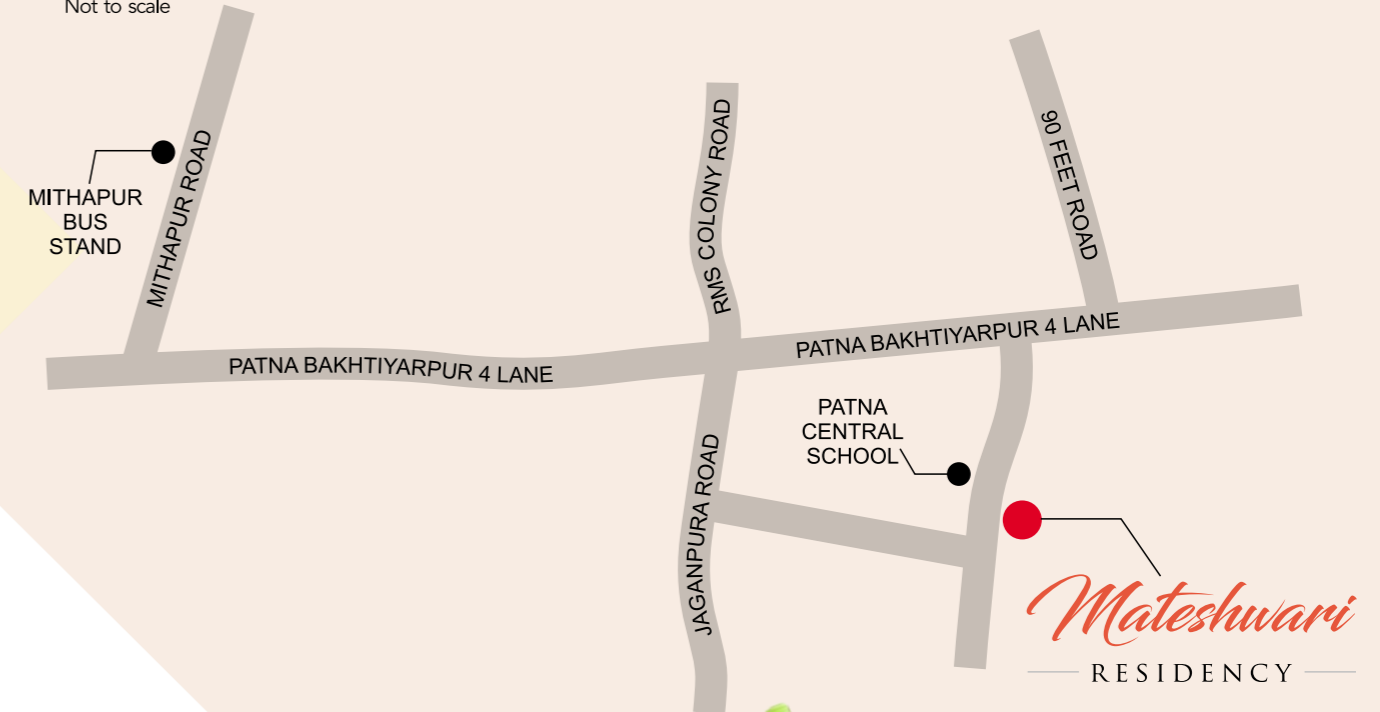 Not to scale
MITHAPUR ROAD
MITHAPUR
BUS
STAND
RMS COLONY ROAD
90 FEET ROAD
PATNA BAKHTIYARPUR 4 LANE
PATNA BAKHTIYARPUR 4 LANE
PATNA
CENTRAL
SCHOOL
JAGANPURA ROAD
Mateshwari
RESIDENCY